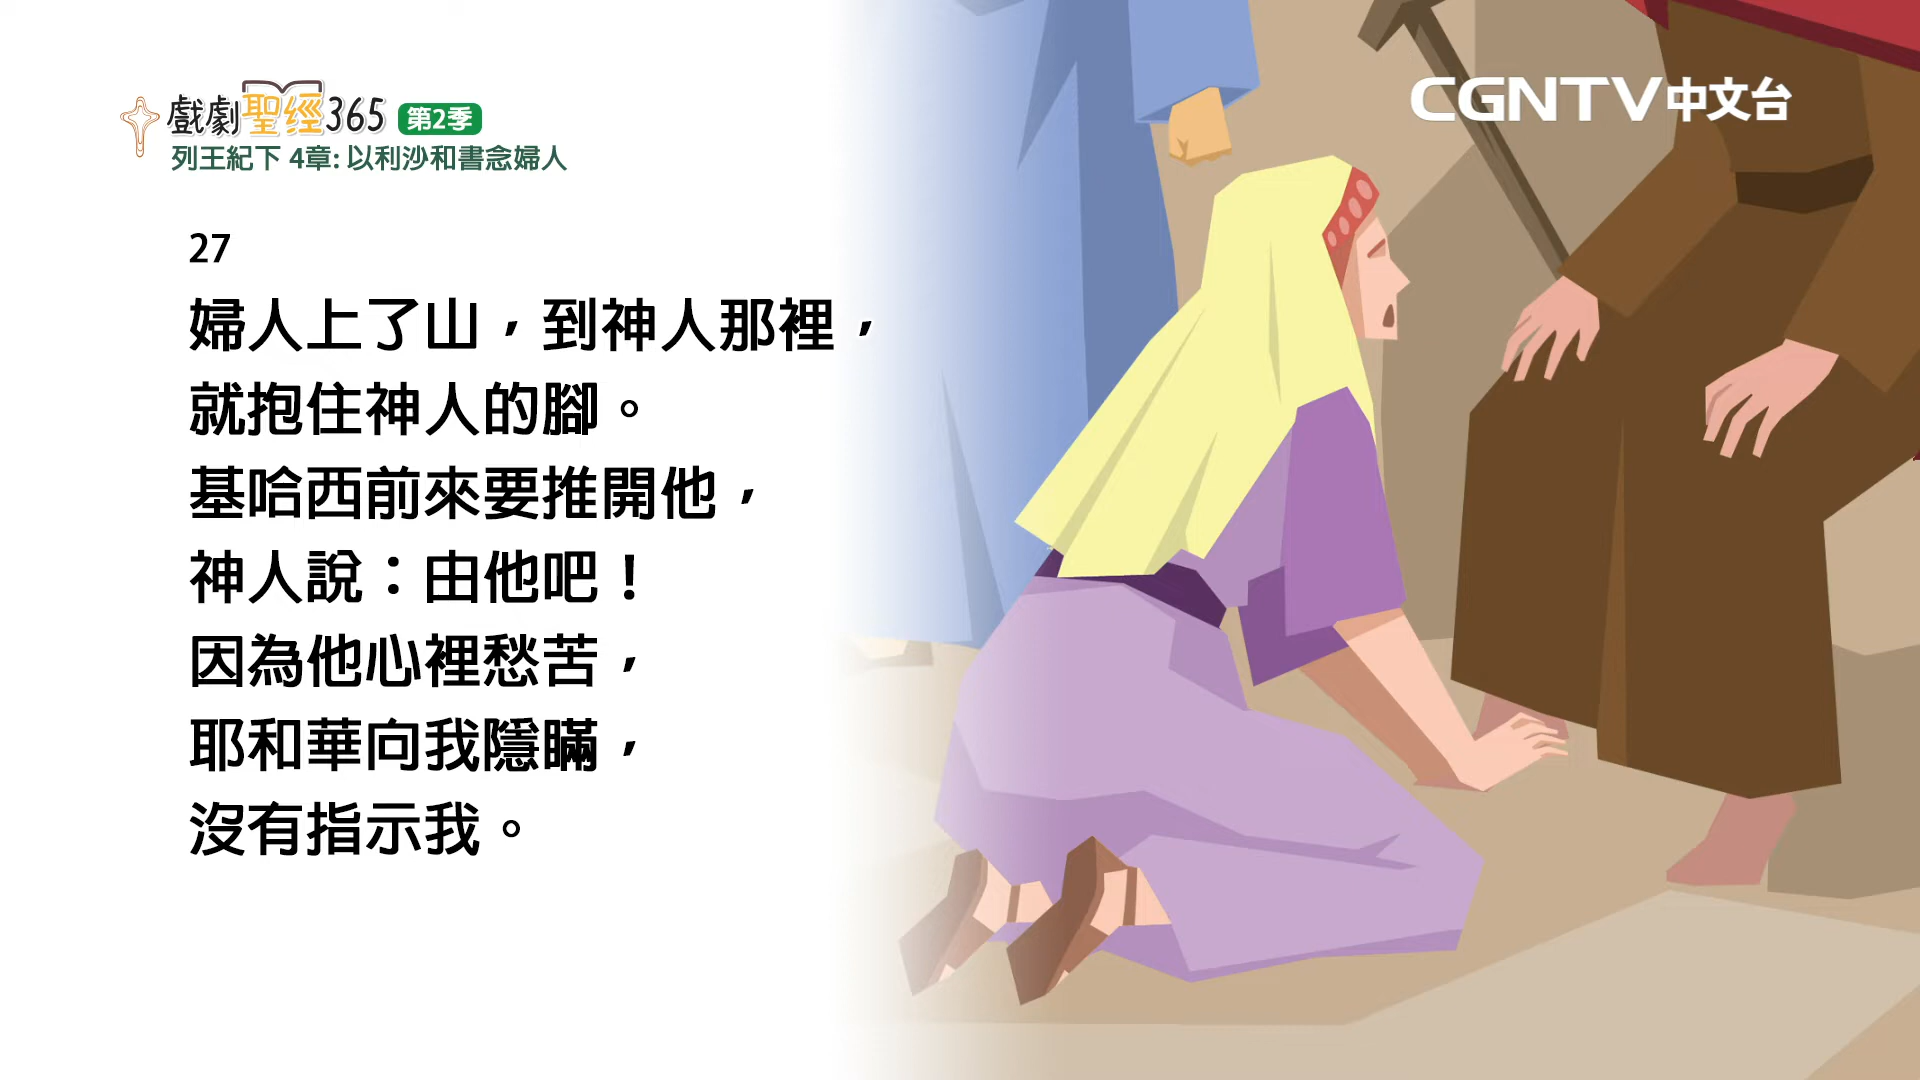 戲劇聖經365 第2季
CGNTV中文台
列王紀下 4章: 以利沙和書念婦人
27
婦人上了山，到神人那裡，
就抱住神人的腳。
基哈西前來要推開他，
神人說：由他吧！
因為他心裡愁苦，
耶和華向我隱瞞，
沒有指示我。